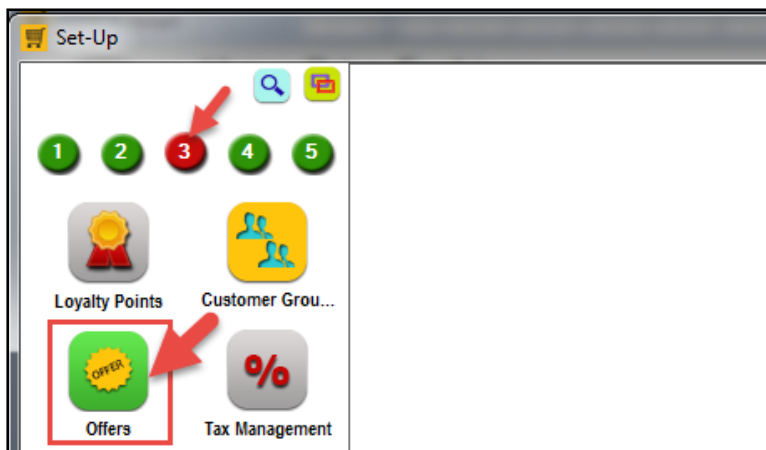 Set-Up
1 2 3 4 5
Loyalty Points Customer Grou...
OFFER %
Offers Tax Management